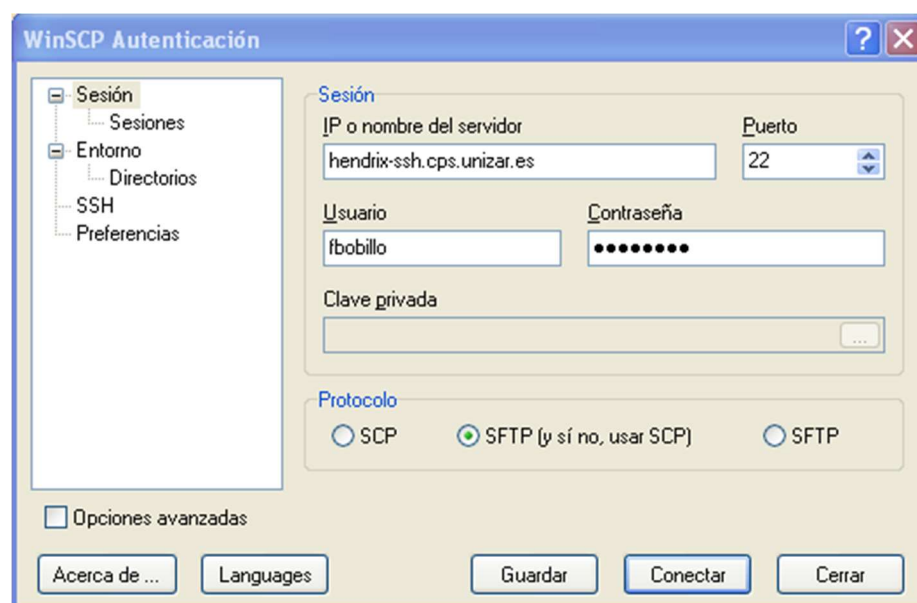 WinSCP Autenticación
Sesión
Sesiones
Entorno
Directorios
SSH
Preferencias
Sesión
IP o nombre del servidor
Puerto
hendrix-ssh.cps.unizar.es
22
Usuario
Contraseña
fbobillo
●●●●●●●●
Clave privada
...
Protocolo
SCP
SFTP (y sí no, usar SCP)
SFTP
Opciones avanzadas
Acerca de ...
Languages
Guardar
Conectar
Cerrar